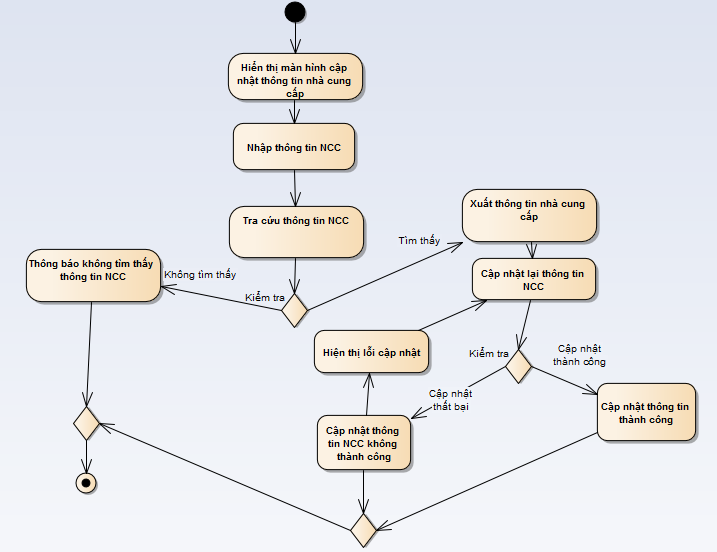 Hiển thị màn hình cập
nhật thông tin nhà cung
cấp
Nhập thông tin NCC
Tra cứu thông tin NCC
Xuất thông tin nhà cung
cấp
Tìm thấy
Thông báo không tìm thấy
thông tin NCC
Không tìm thấy
Cập nhật lại thông tin
NCC
Kiểm tra
Hiện thị lỗi cập nhật
Kiểm tra
Cập nhật
thành công
Cập nhật
thất bại
Cập nhật thông tin
thành công
Cập nhật thông
tin NCC không
thành công